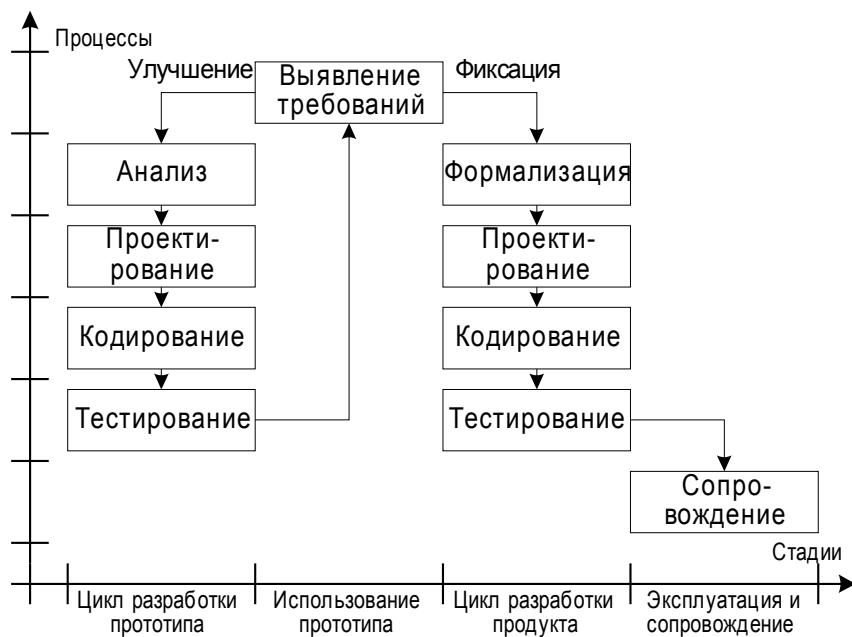 Процессы
Улучшение
Выявление
требований
Фиксация
Анализ
Формализация
Проекти-
рование
Проекти-
рование
Кодирование
Кодирование
Тестирование
Тестирование
Сопро-
вождение
Стадии
Цикл разработки
прототипа
Использование
прототипа
Цикл разработки
продукта
Эксплуатация и
сопровождение